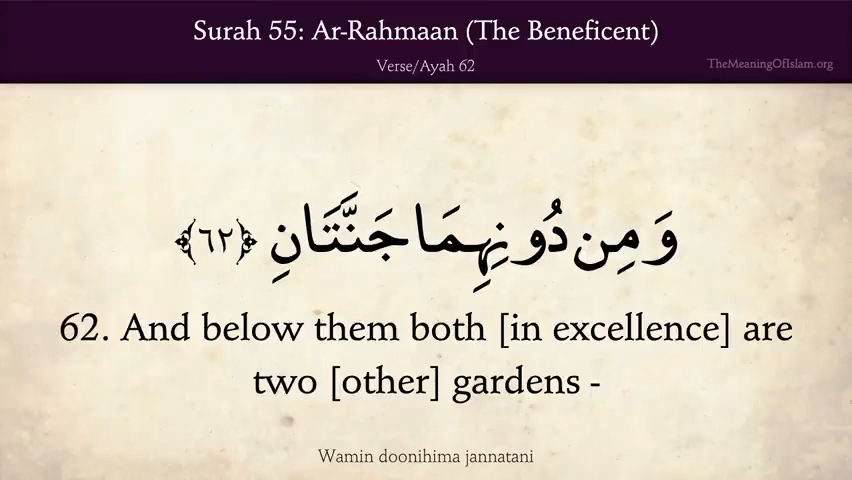 Surah 55: Ar-Rahmaan (The Beneficent)
Verse/Ayah 62
TheMeaningOfIslam.org
وَمِن دُونِهِمَا جَنَّتَانِ ﴿٦٢﴾
62. And below them both [in excellence] are
two [other] gardens -
Wamin doonihima jannatani